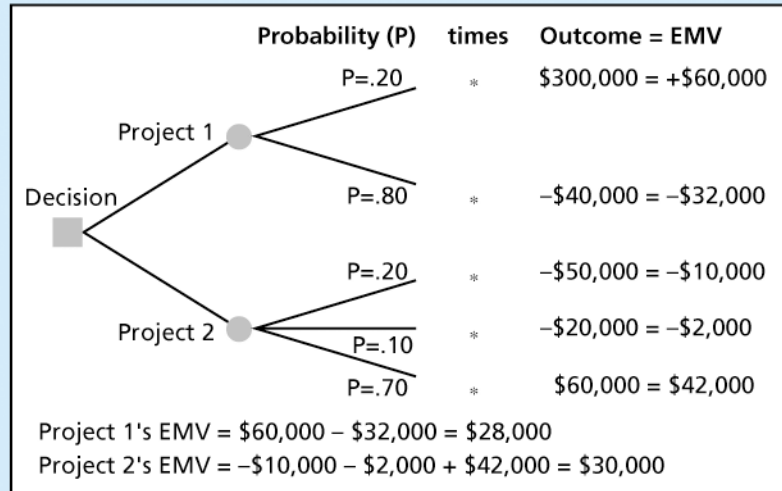 Probability (P) times Outcome = EMV
P=.20 * $300,000 = +$60,000
Project 1
P=.80 * –$40,000 = –$32,000
Decision
P=.20 * –$50,000 = –$10,000
Project 2
P=.10 * –$20,000 = –$2,000
P=.70 * $60,000 = $42,000
Project 1's EMV = $60,000 – $32,000 = $28,000
Project 2's EMV = –$10,000 – $2,000 + $42,000 = $30,000